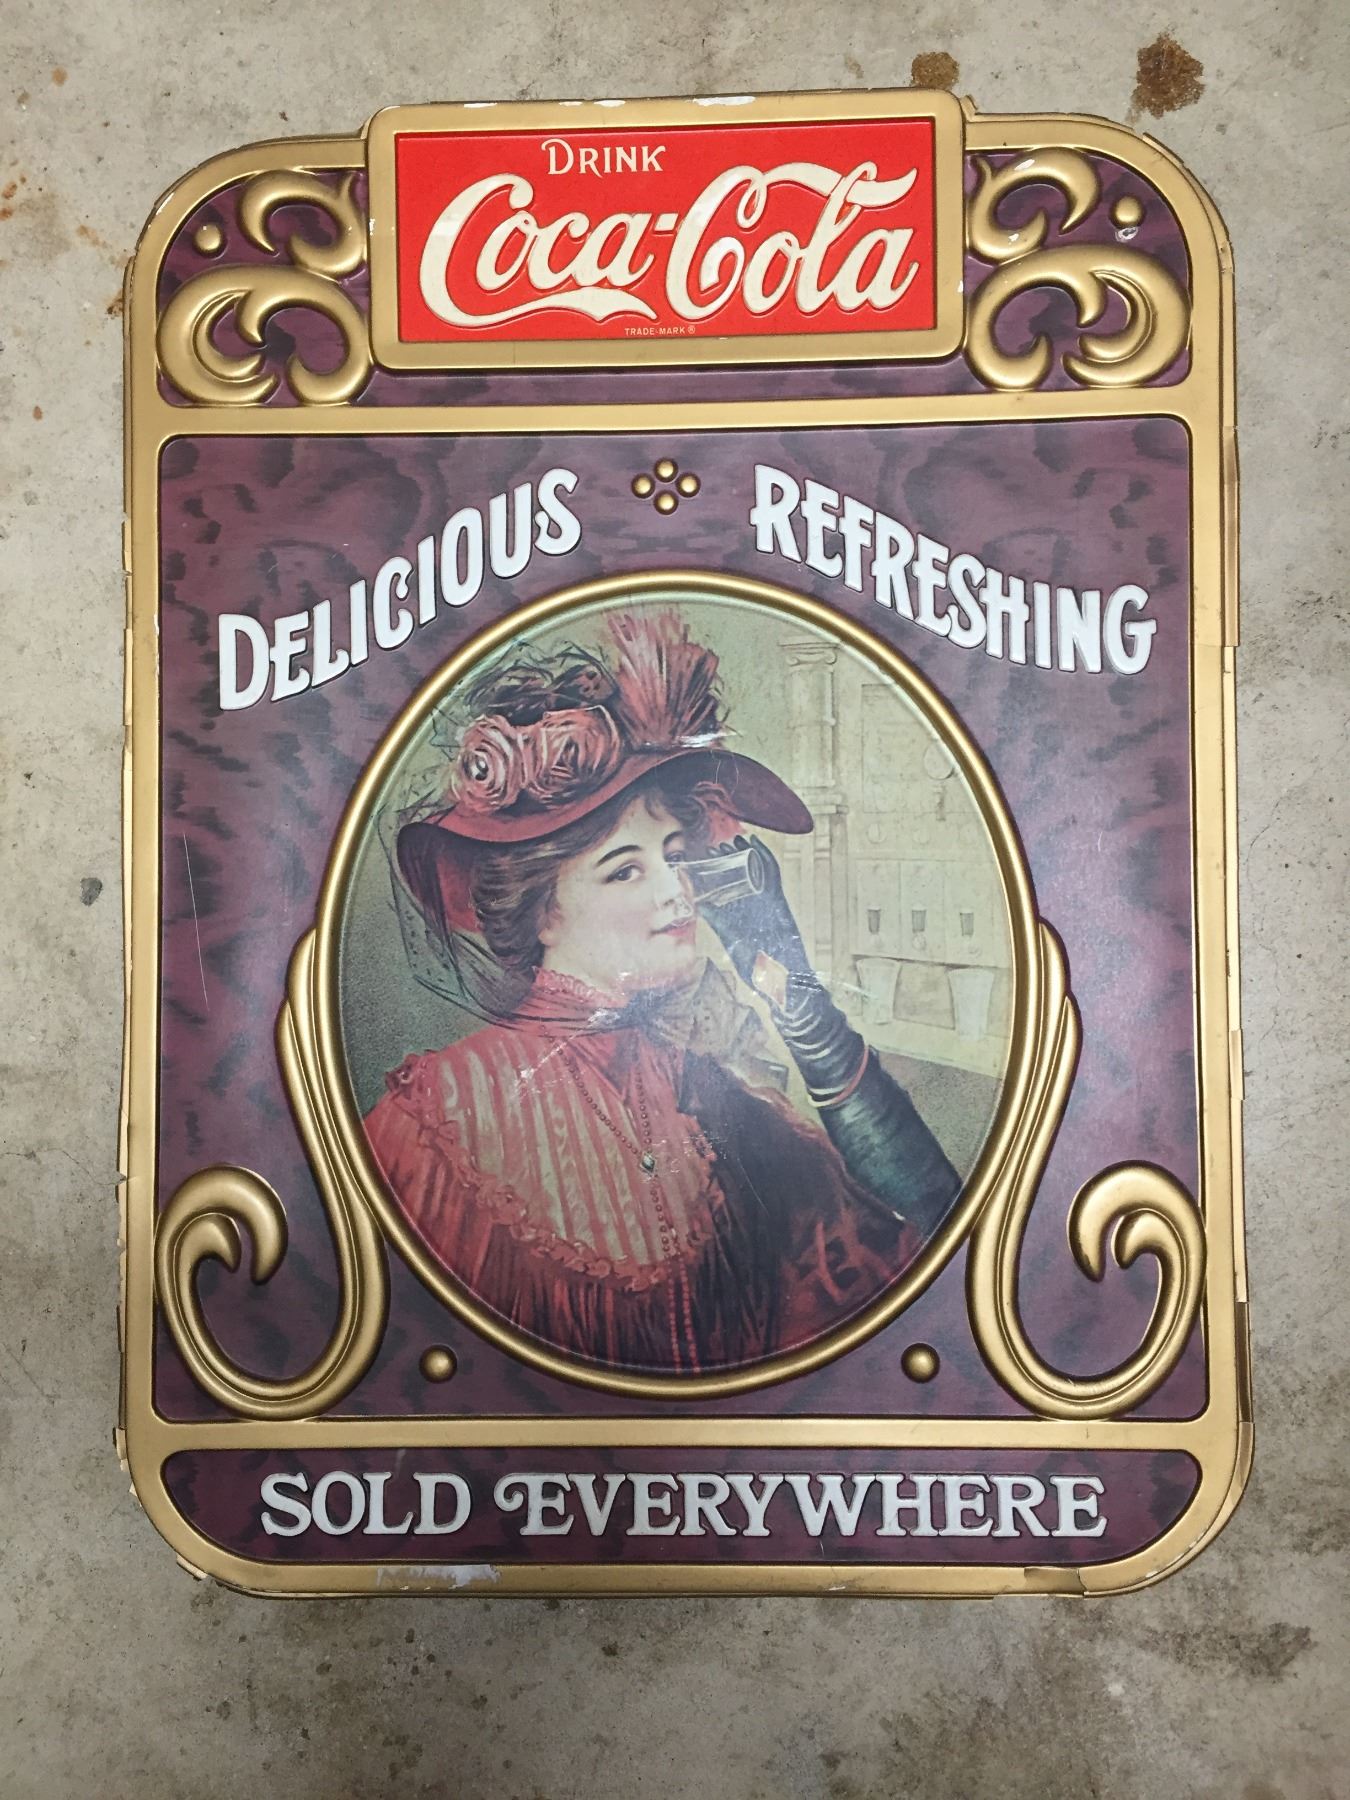 DRINK
Coca-Cola
TRADE-MARK ®
DELICIOUS REFRESHING
SOLD EVERYWHERE